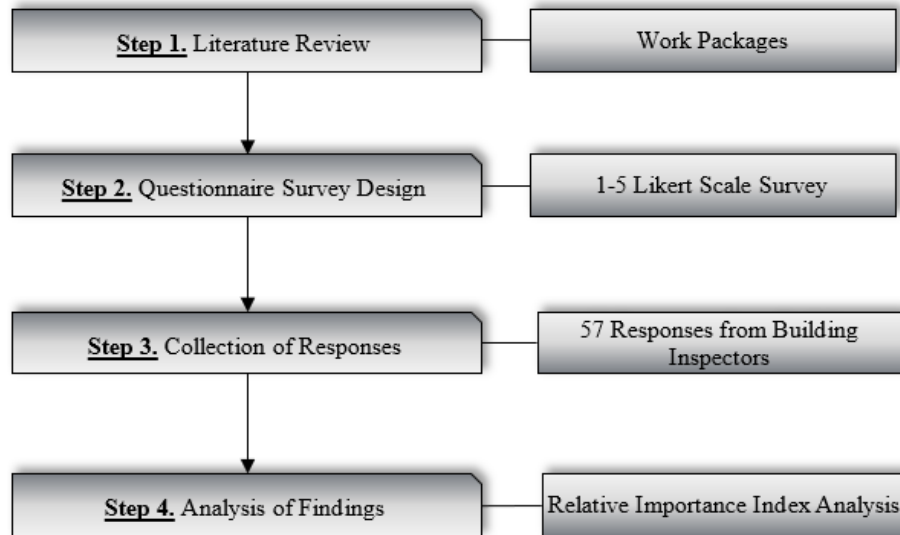 Step 1. Literature Review
Work Packages
Step 2. Questionnaire Survey Design
1-5 Likert Scale Survey
Step 3. Collection of Responses
57 Responses from Building
Inspectors
Step 4. Analysis of Findings
Relative Importance Index Analysis